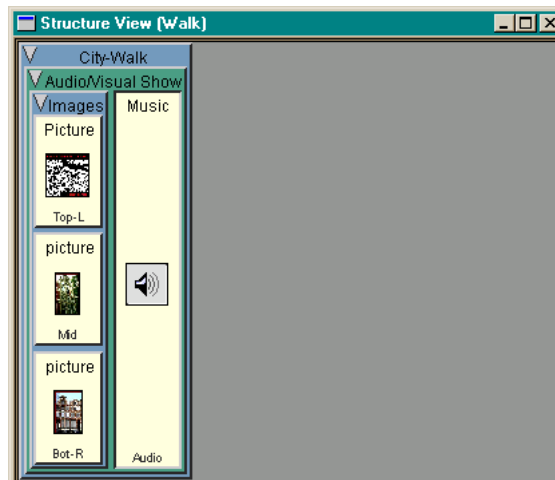 Structure View (Walk)
City-Walk
Audio/Visual Show
Images
Music
Picture
Top-L
picture
Mid
picture
Bot-R
Audio